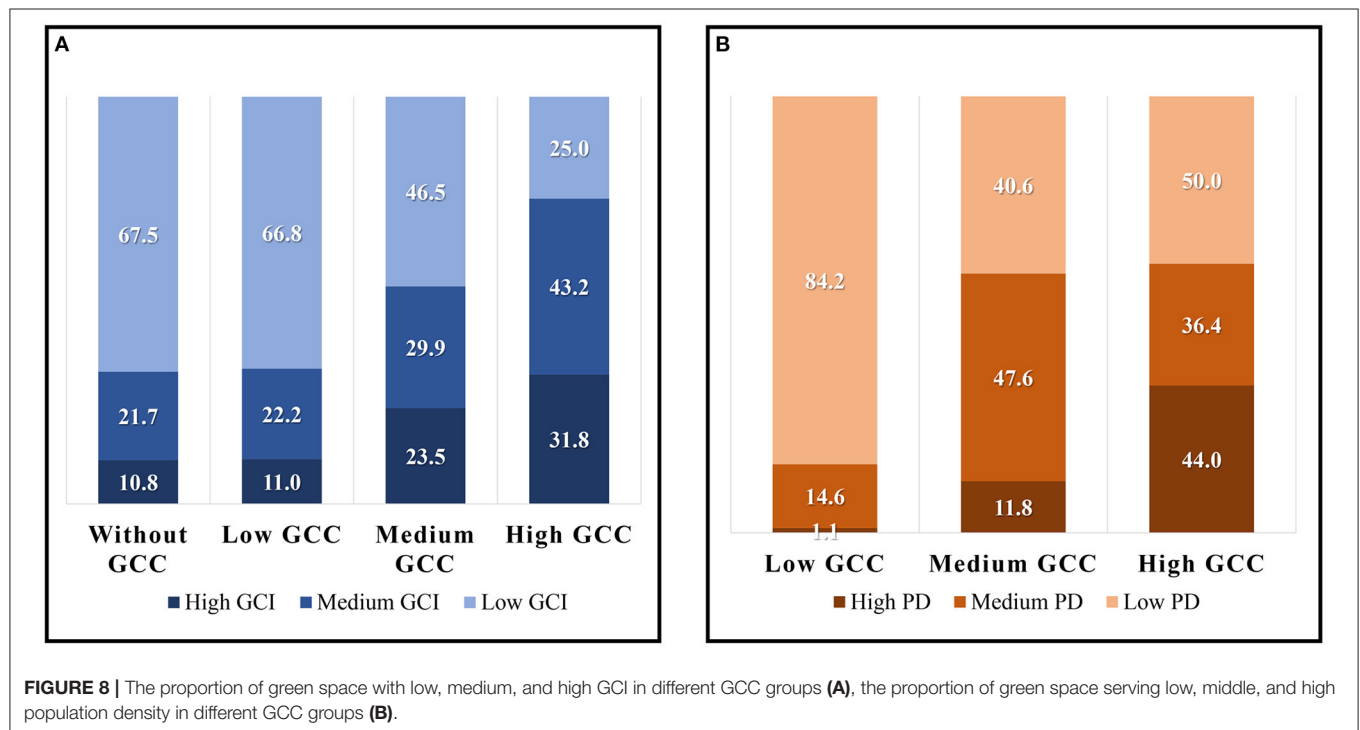 A
67.5
66.8
46.5
25.0
21.7
22.2
29.9
43.2
10.8
11.0
23.5
31.8
Without GCC
Low GCC
Medium GCC
High GCC
High GCI Medium GCI Low GCI
B
84.2
40.6
50.0
14.6
47.6
36.4
1.1
11.8
44.0
Low GCC
Medium GCC
High GCC
High PD Medium PD Low PD
FIGURE 8 | The proportion of green space with low, medium, and high GCI in different GCC groups (A), the proportion of green space serving low, middle, and high
population density in different GCC groups (B).